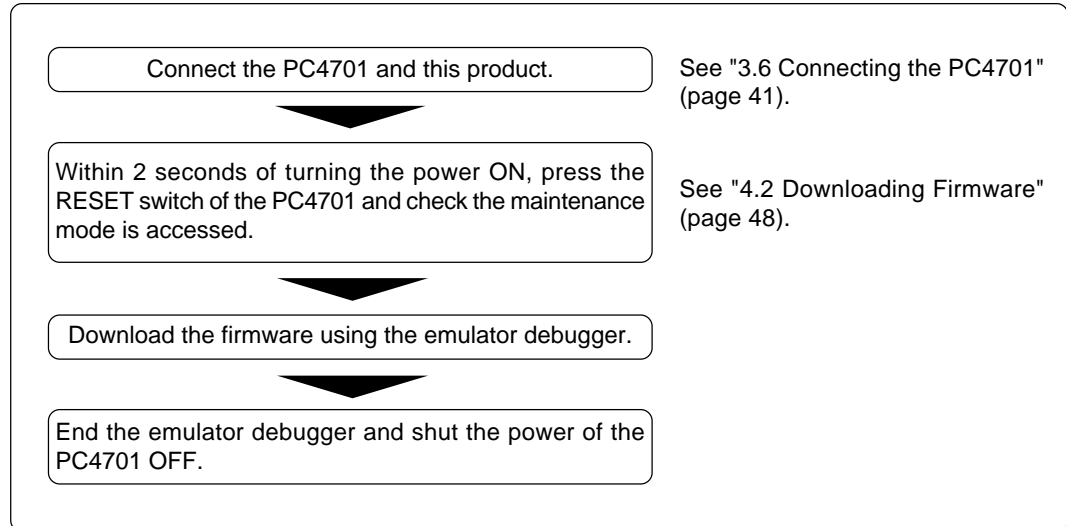 Connect the PC4701 and this product.
See "3.6 Connecting the PC4701"
(page 41).
Within 2 seconds of turning the power ON, press the
RESET switch of the PC4701 and check the maintenance
mode is accessed.
See "4.2 Downloading Firmware"
(page 48).
Download the firmware using the emulator debugger.
End the emulator debugger and shut the power of the
PC4701 OFF.